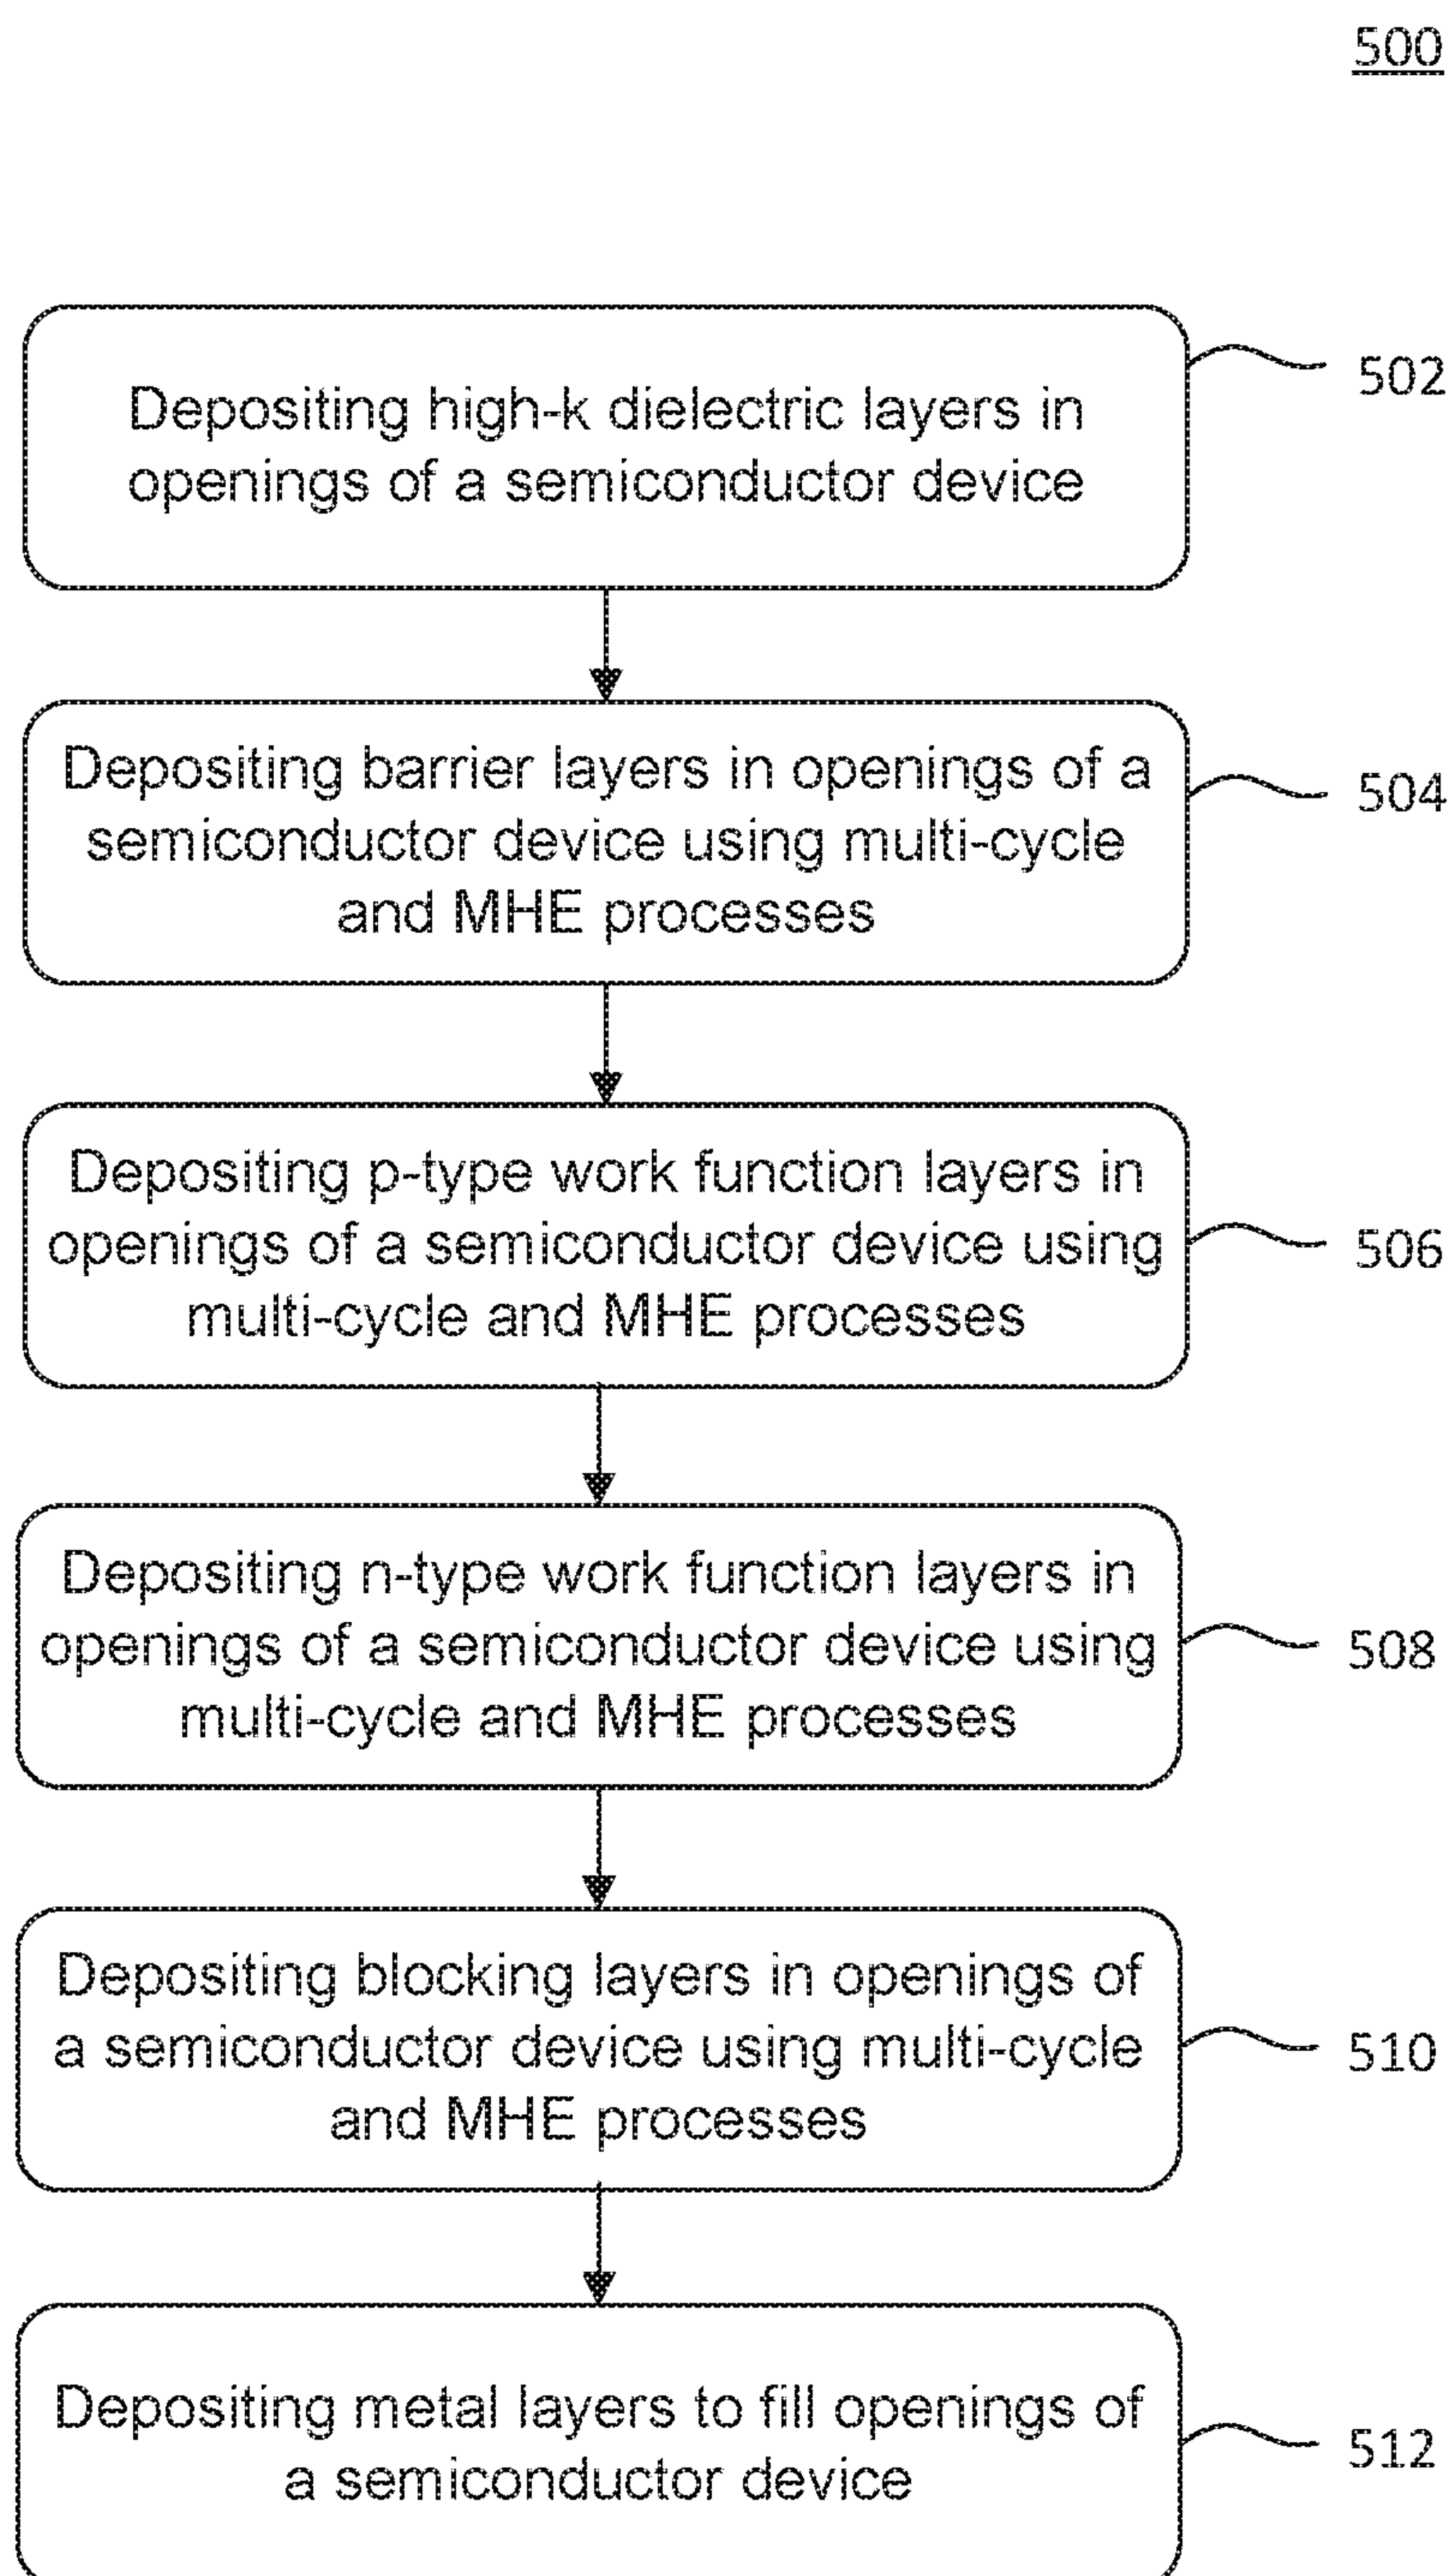 500
Depositing high-k dielectric layers in
openings of a semiconductor device
502
Depositing barrier layers in openings of a
semiconductor device using multi-cycle
and MHE processes
504
Depositing p-type work function layers in
openings of a semiconductor device using
multi-cycle and MHE processes
506
Depositing n-type work function layers in
openings of a semiconductor device using
multi-cycle and MHE processes
508
Depositing blocking layers in openings of
a semiconductor device using multi-cycle
and MHE processes
510
Depositing metal layers to fill openings of
a semiconductor device
512